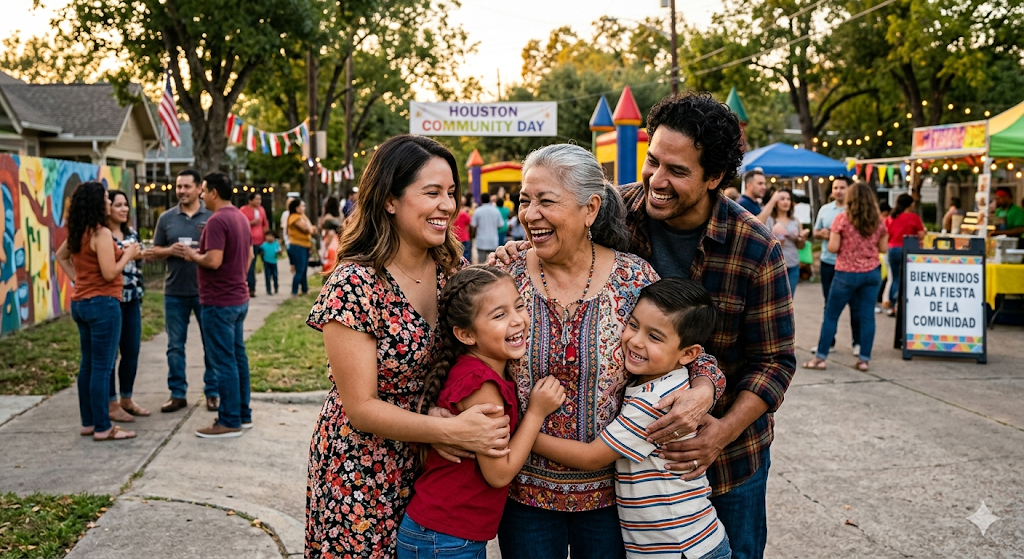 HOUSTON
COMMUNITY DAY
BIENVENIDOS
A LA FIESTA
DE LA
COMUNIDAD